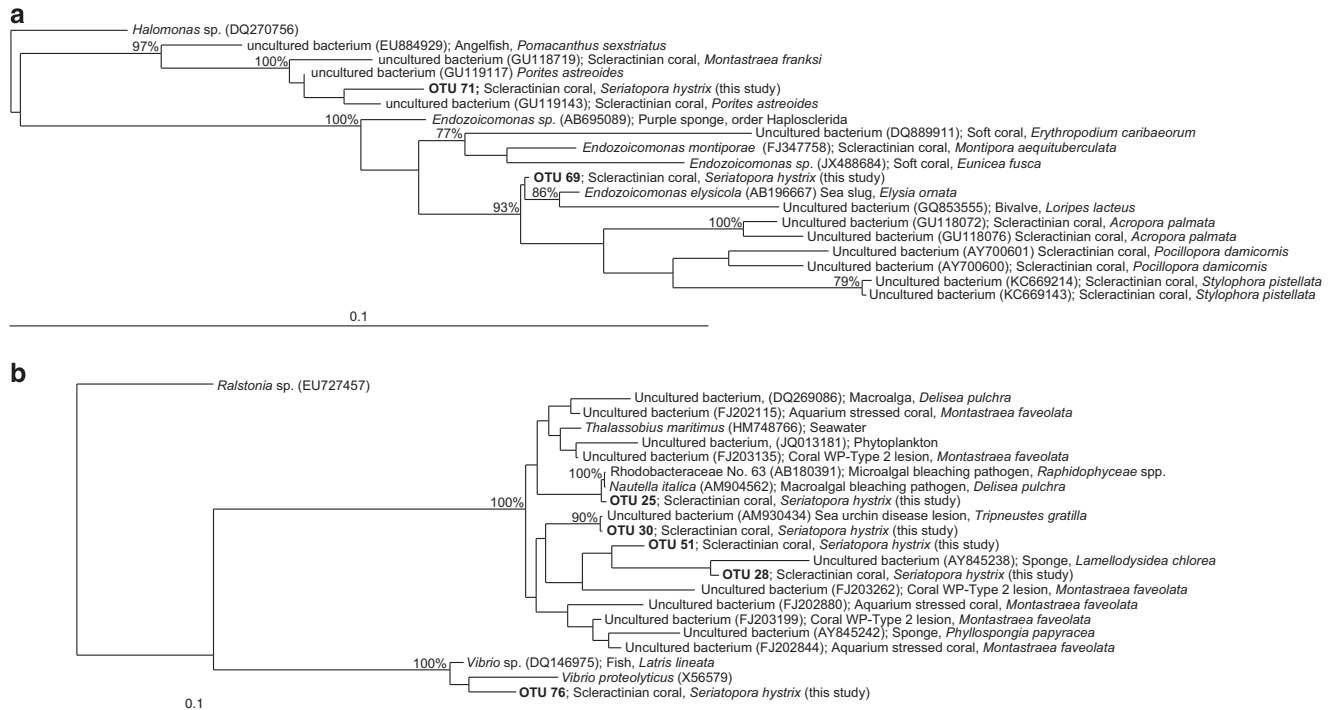 a
Halomonas sp. (DQ270756)
97%
uncultured bacterium (EU884929); Angelfish, Pomacanthus sexstriatus
100%
uncultured bacterium (GU118719); Scleractinian coral, Montastraea franksi
uncultured bacterium (GU119117) Porites astreoides
OTU 71; Scleractinian coral, Seriatopora hystrix (this study)
uncultured bacterium (GU119143); Scleractinian coral, Porites astreoides
100%
Endozoicomonas sp. (AB695089); Purple sponge, order Haplosclerida
77%
Uncultured bacterium (DQ889911); Soft coral, Erythropodium caribaeorum
Endozoicomonas montiporae (FJ347758); Scleractinian coral, Montipora aequituberculata
Endozoicomonas sp. (JX488684); Soft coral, Eunicea fusca
OTU 69; Scleractinian coral, Seriatopora hystrix (this study)
86%
Endozoicomonas elysicola (AB196667) Sea slug, Elysia ornata
93%
Uncultured bacterium (GQ853555); Bivalve, Loripes lacteus
100%
Uncultured bacterium (GU118072); Scleractinian coral, Acropora palmata
Uncultured bacterium (GU118076) Scleractinian coral, Acropora palmata
Uncultured bacterium (AY700601) Scleractinian coral, Pocillopora damicornis
Uncultured bacterium (AY700600); Scleractinian coral, Pocillopora damicornis
79%
Uncultured bacterium (KC669214); Scleractinian coral, Stylophora pistellata
Uncultured bacterium (KC669143); Scleractinian coral, Stylophora pistellata
0.1
b
Ralstonia sp. (EU727457)
Uncultured bacterium, (DQ269086); Macroalga, Delisea pulchra
Uncultured bacterium (FJ202115); Aquarium stressed coral, Montastraea faveolata
Thalassobius maritimus (HM748766); Seawater
Uncultured bacterium, (JQ013181); Phytoplankton
Uncultured bacterium (FJ203135); Coral WP-Type 2 lesion, Montastraea faveolata
100%
Rhodobacteraceae No. 63 (AB180391); Microalgal bleaching pathogen, Raphidophyceae spp.
Nautella italica (AM904562); Macroalgal bleaching pathogen, Delisea pulchra
100%
OTU 25; Scleractinian coral, Seriatopora hystrix (this study)
90%
Uncultured bacterium (AM930434) Sea urchin disease lesion, Tripneustes gratilla
OTU 30; Scleractinian coral, Seriatopora hystrix (this study)
OTU 51; Scleractinian coral, Seriatopora hystrix (this study)
Uncultured bacterium (AY845238); Sponge, Lamellodysidea chlorea
OTU 28; Scleractinian coral, Seriatopora hystrix (this study)
Uncultured bacterium (FJ203262); Coral WP-Type 2 lesion, Montastraea faveolata
Uncultured bacterium (FJ202880); Aquarium stressed coral, Montastraea faveolata
Uncultured bacterium (FJ203199); Coral WP-Type 2 lesion, Montastraea faveolata
Uncultured bacterium (AY845242); Sponge, Phyllospongia papyracea
Uncultured bacterium (FJ202844); Aquarium stressed coral, Montastraea faveolata
100%
Vibrio sp. (DQ146975); Fish, Latris lineata
Vibrio proteolyticus (X56579)
OTU 76; Scleractinian coral, Seriatopora hystrix (this study)
0.1